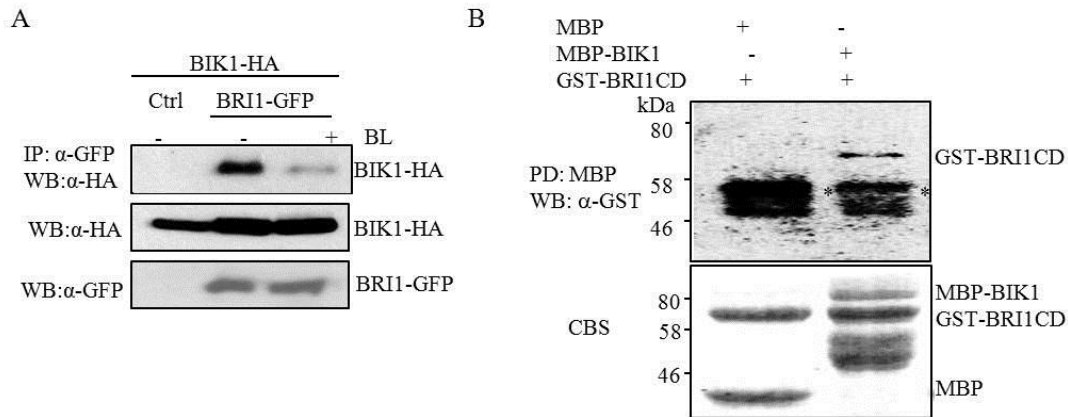 A
BIK1-HA
Ctrl BRI1-GFP
- - + BL
IP: α-GFP
WB:α-HA
BIK1-HA
WB:α-HA
BIK1-HA
WB:α-GFP
BRI1-GFP
B
MBP + -
MBP-BIK1 - +
GST-BRI1CD + +
kDa
80
58
46
PD: MBP
WB: α-GST
GST-BRI1CD
* *
80
58
46
CBS
MBP-BIK1
GST-BRI1CD
MBP